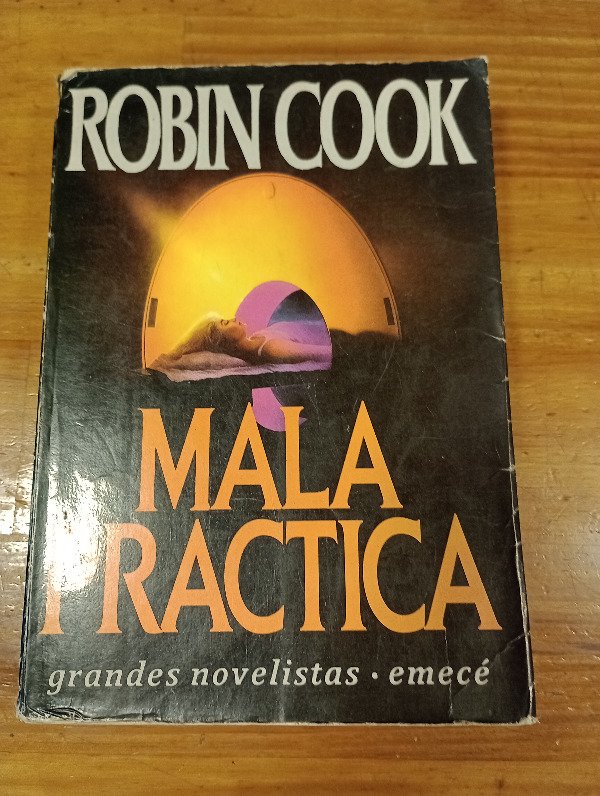 ROBIN COOK
MALA
PRACTICA
grandes novelistas · emecé